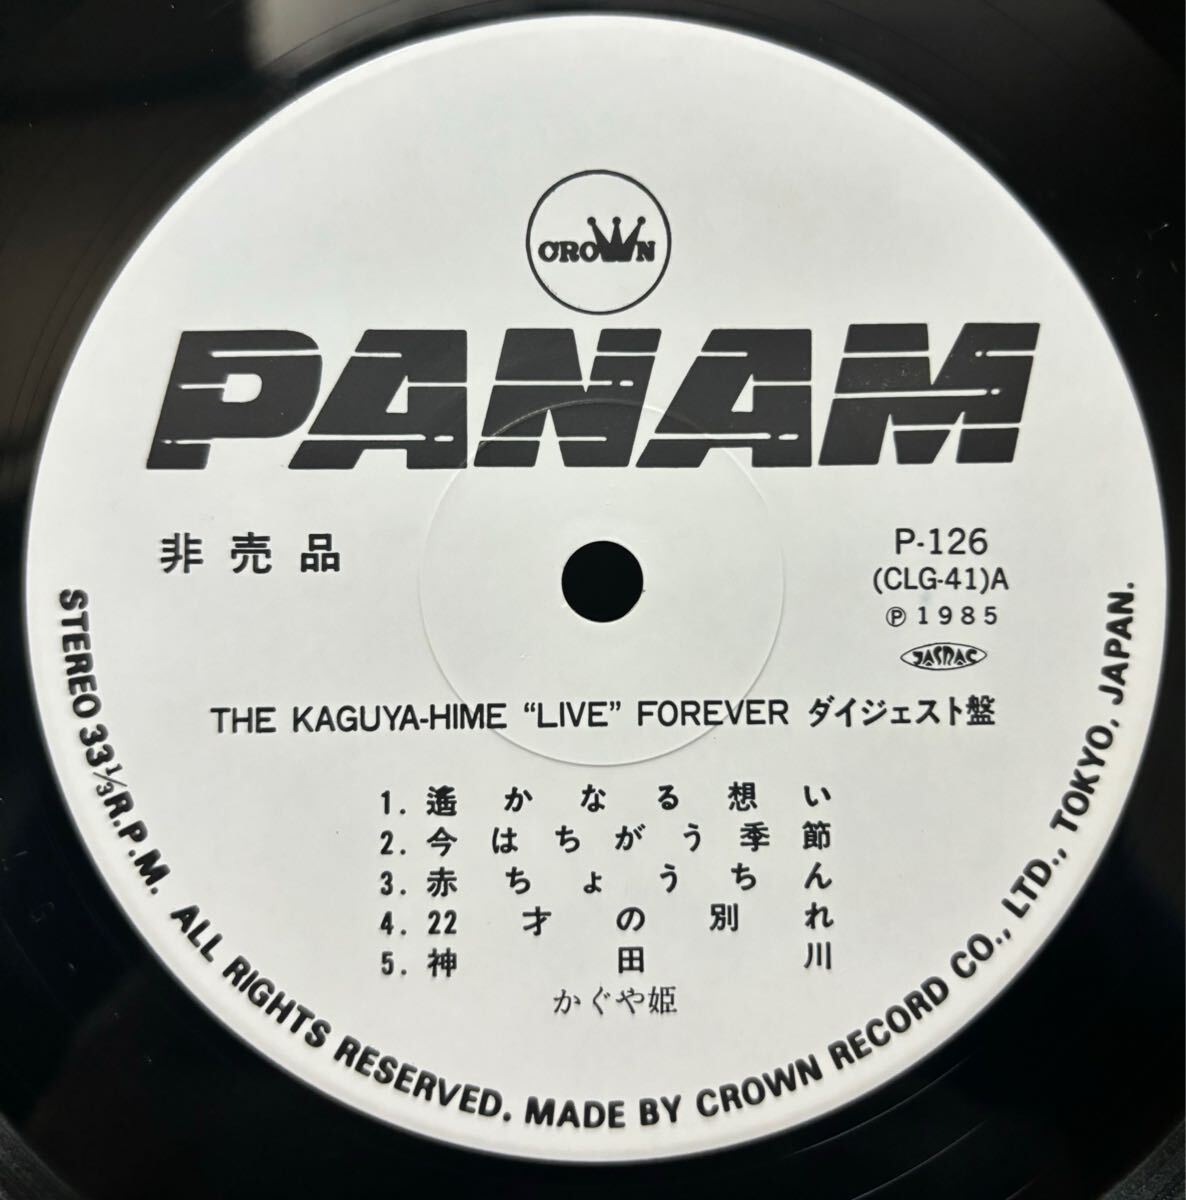 CROWN
PANAM
非売品
P-126
(CLG-41)A
℗1985
JASRAC
THE KAGUYA-HIME “LIVE” FOREVER ダイジェスト盤
1. 遙かなる想い
2. 今はちがう季節
3. 赤ちょうちん
4. 22才の別れ
5. 神田川
かぐや姫
STEREO 33⅓ R.P.M. ALL RIGHTS RESERVED. MADE BY CROWN RECORD CO., LTD., TOKYO, JAPAN.